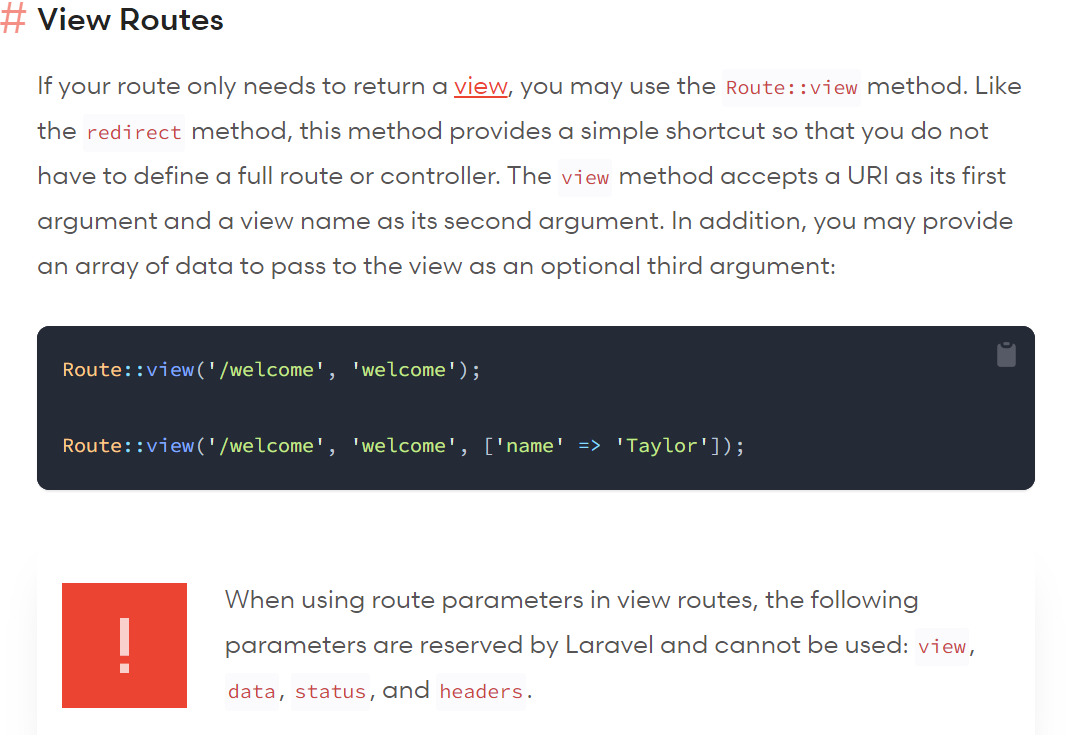 # View Routes
If your route only needs to return a view, you may use the Route::view method. Like
the redirect method, this method provides a simple shortcut so that you do not
have to define a full route or controller. The view method accepts a URI as its first
argument and a view name as its second argument. In addition, you may provide
an array of data to pass to the view as an optional third argument:
Route::view('/welcome', 'welcome');
Route::view('/welcome', 'welcome', ['name' => 'Taylor']);
!
When using route parameters in view routes, the following
parameters are reserved by Laravel and cannot be used: view,
data, status, and headers.